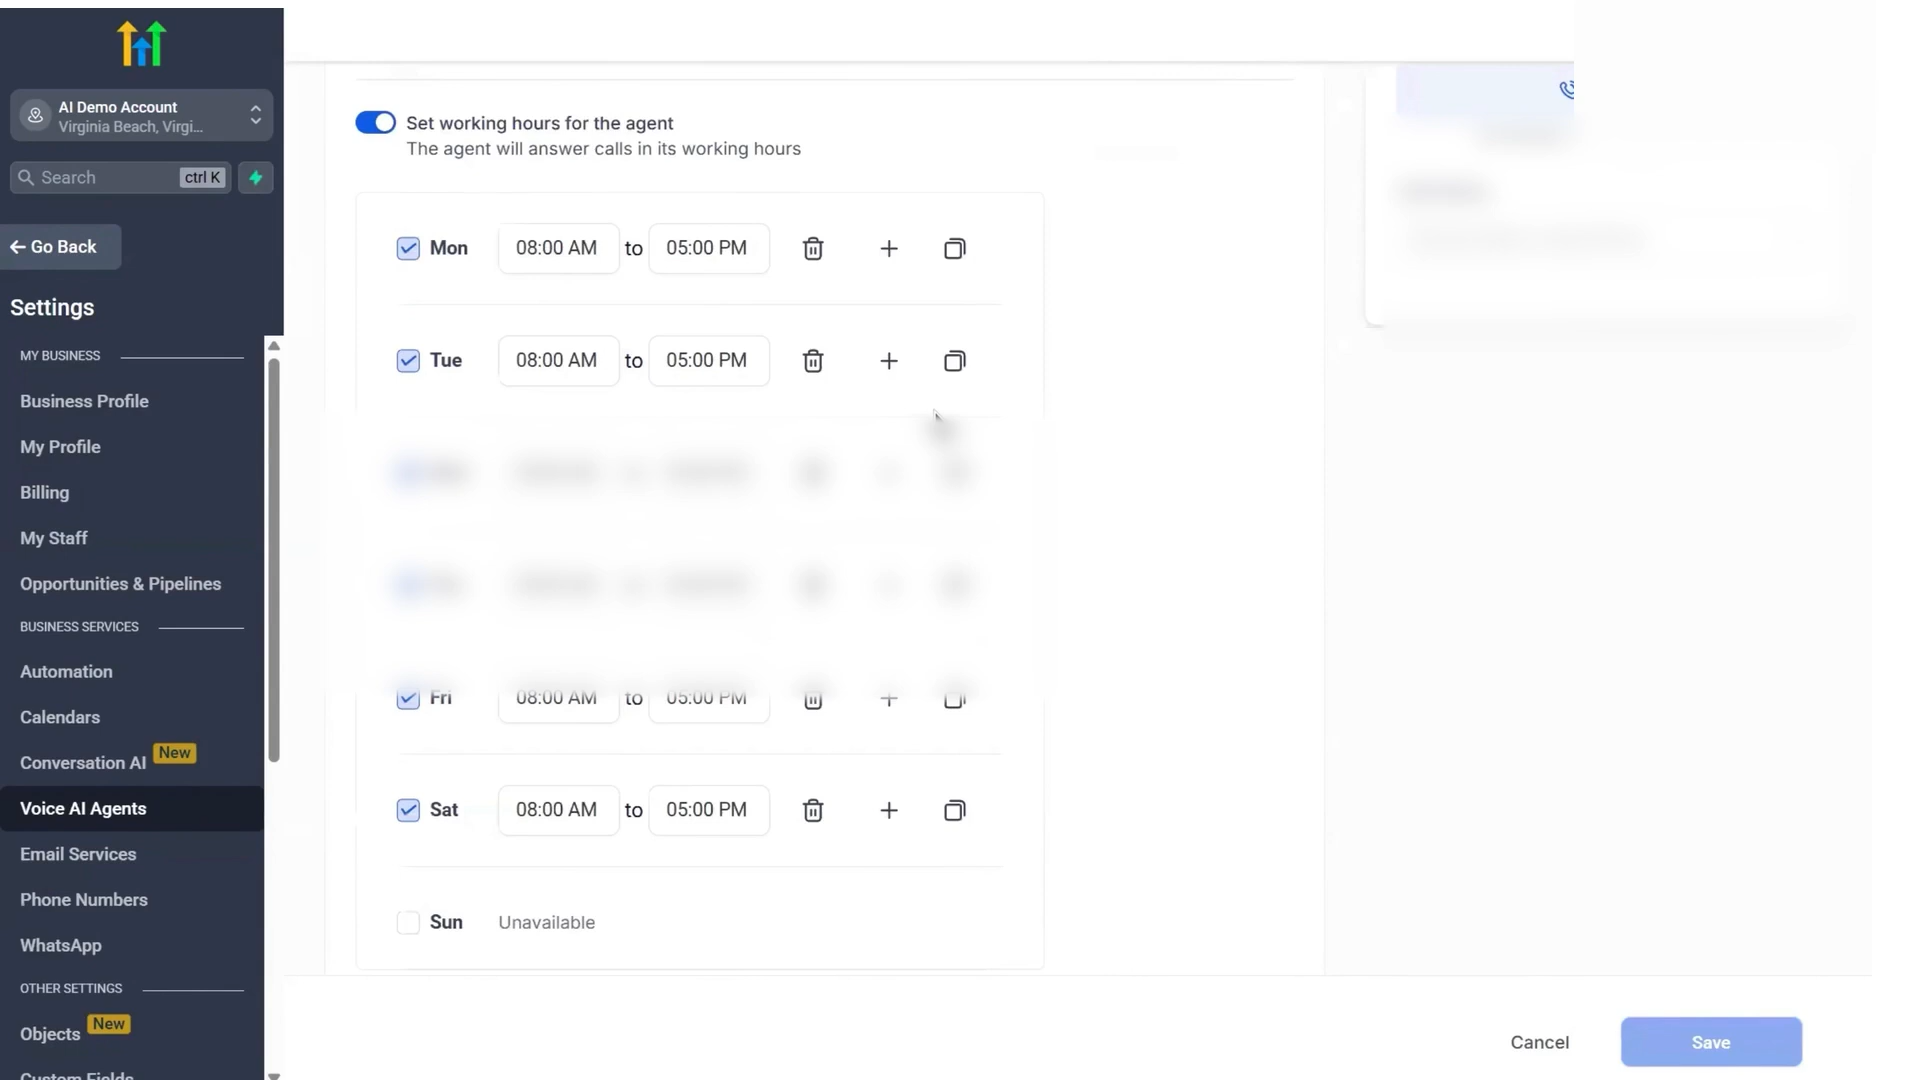 AI Demo Account
Virginia Beach, Virgi...
Search ctrl K
Go Back
Settings
MY BUSINESS
Business Profile
My Profile
Billing
My Staff
Opportunities & Pipelines
BUSINESS SERVICES
Automation
Calendars
Conversation AI New
Voice AI Agents
Email Services
Phone Numbers
WhatsApp
OTHER SETTINGS
Objects New
Custom Fields
Set working hours for the agent
The agent will answer calls in its working hours
Mon 08:00 AM to 05:00 PM
Tue 08:00 AM to 05:00 PM
Fri 08:00 AM to 05:00 PM
Sat 08:00 AM to 05:00 PM
Sun Unavailable
Cancel Save